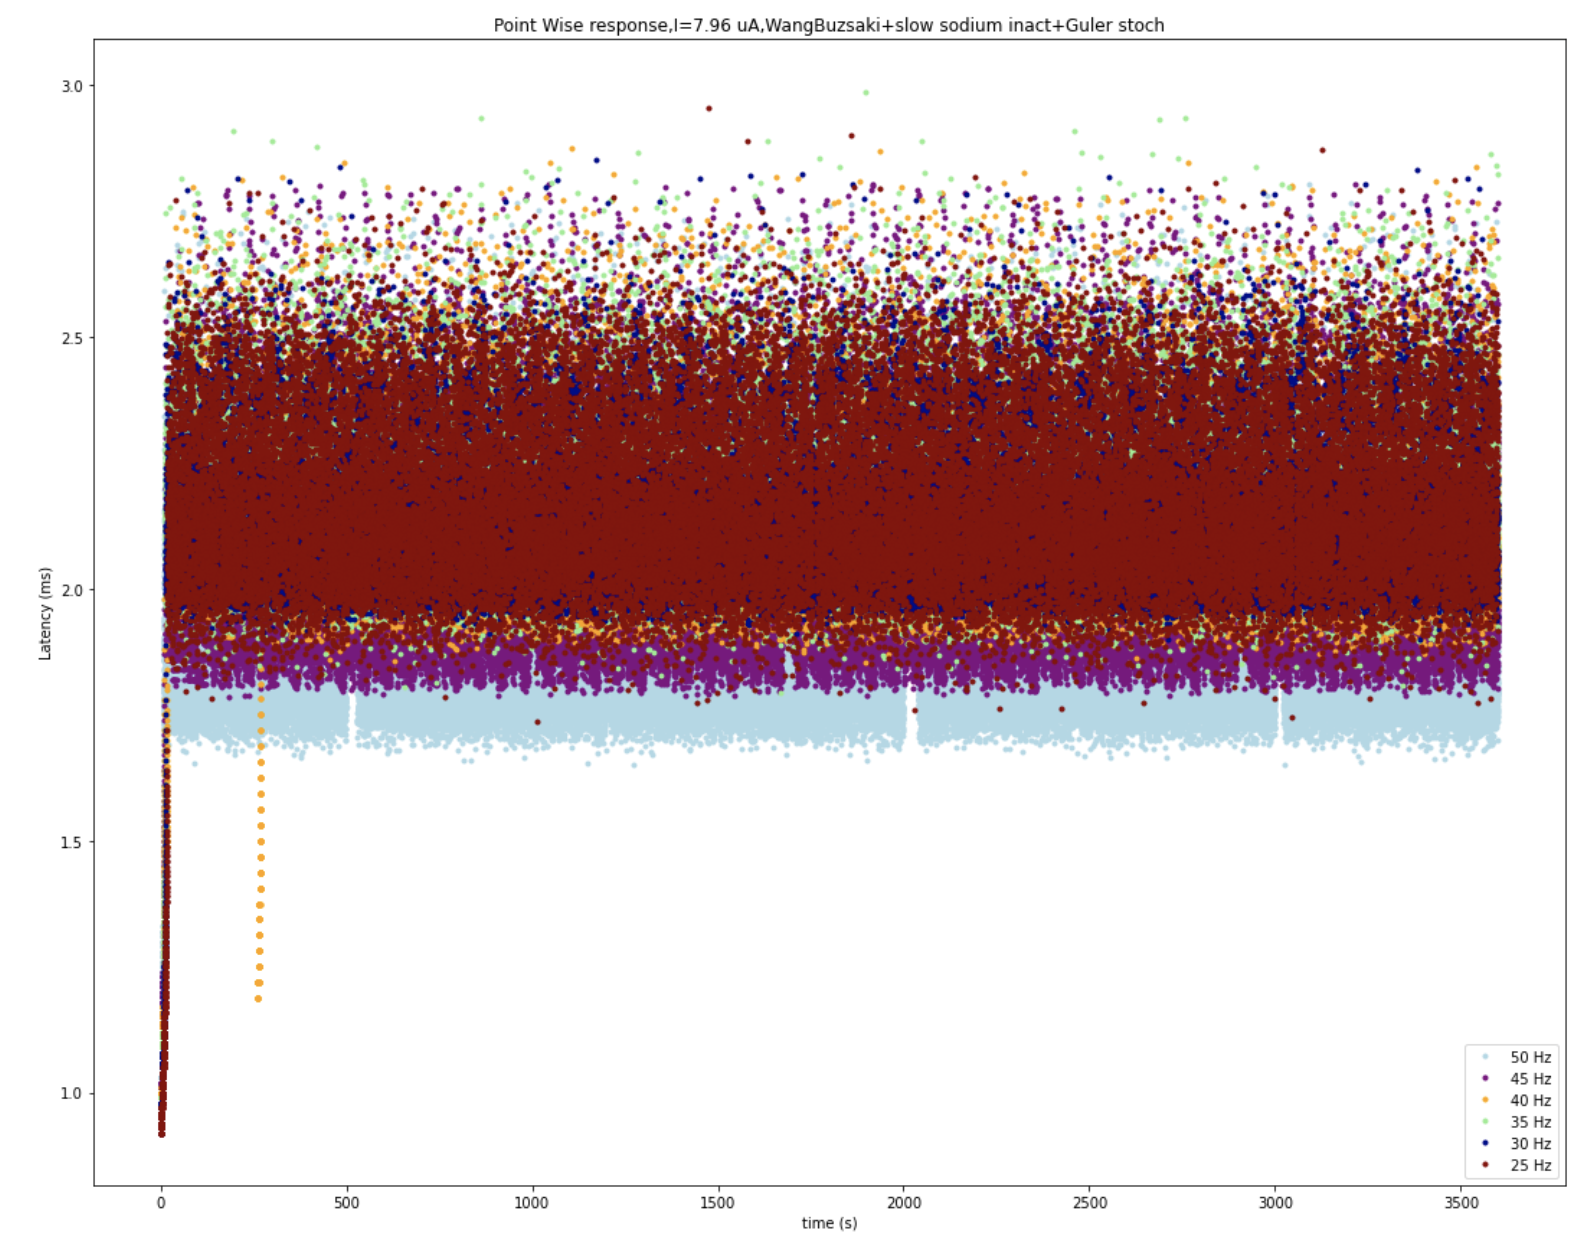 Point Wise response,I=7.96 uA,WangBuzsaki+slow sodium inact+Guler stoch
3.0
2.5
2.0
1.5
1.0
Latency (ms)
0
500
1000
1500
2000
2500
3000
3500
time (s)
50 Hz
45 Hz
40 Hz
35 Hz
30 Hz
25 Hz